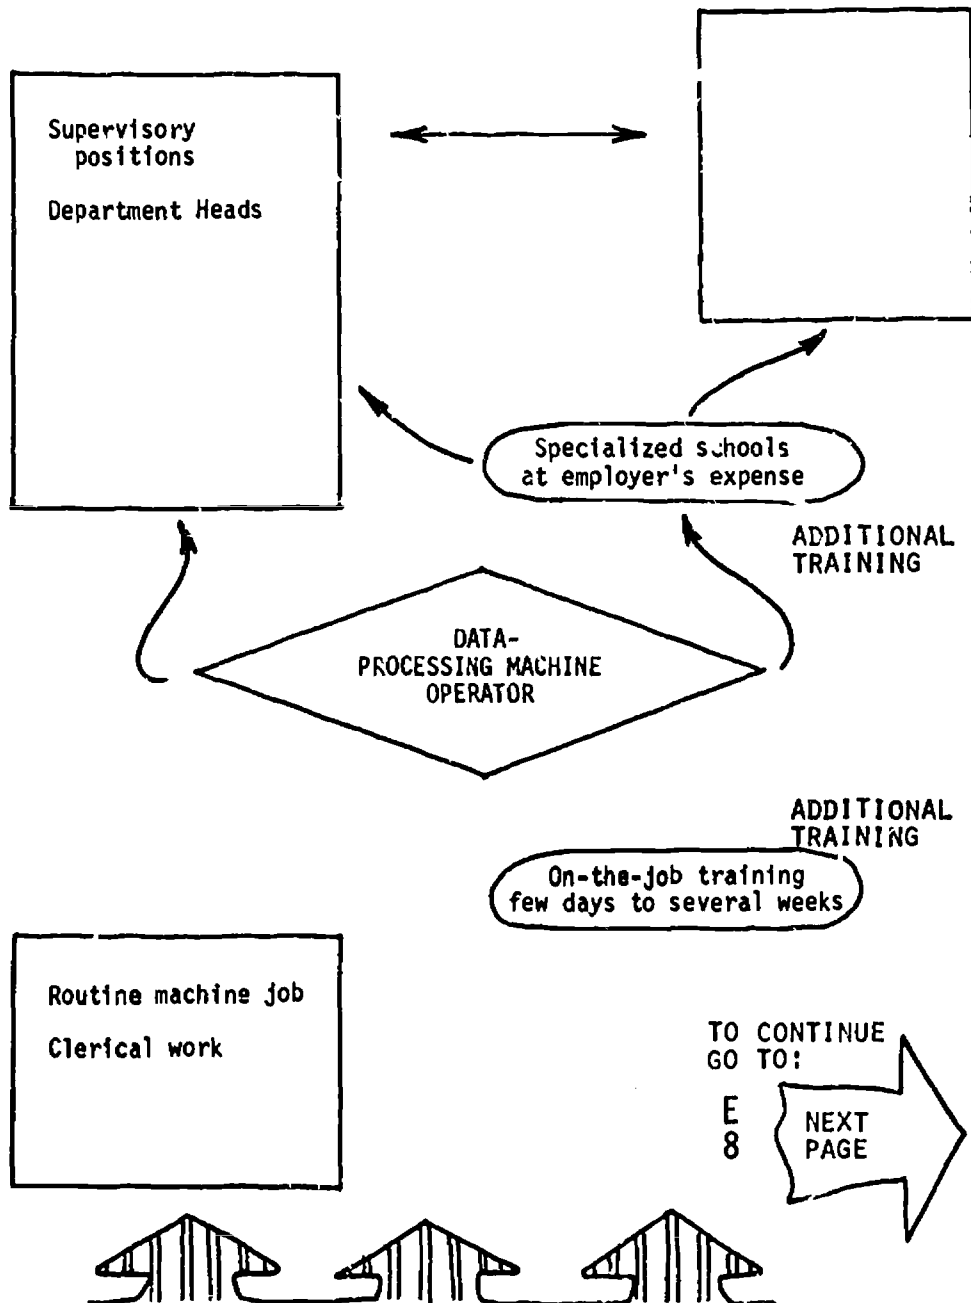 Supervisory
positions
Department Heads
Specialized schools
at employer's expense
ADDITIONAL
TRAINING
DATA-
PROCESSING MACHINE
OPERATOR
ADDITIONAL
TRAINING
On-the-job training
few days to several weeks
Routine machine job
Clerical work
TO CONTINUE
GO TO:
E
8
NEXT
PAGE